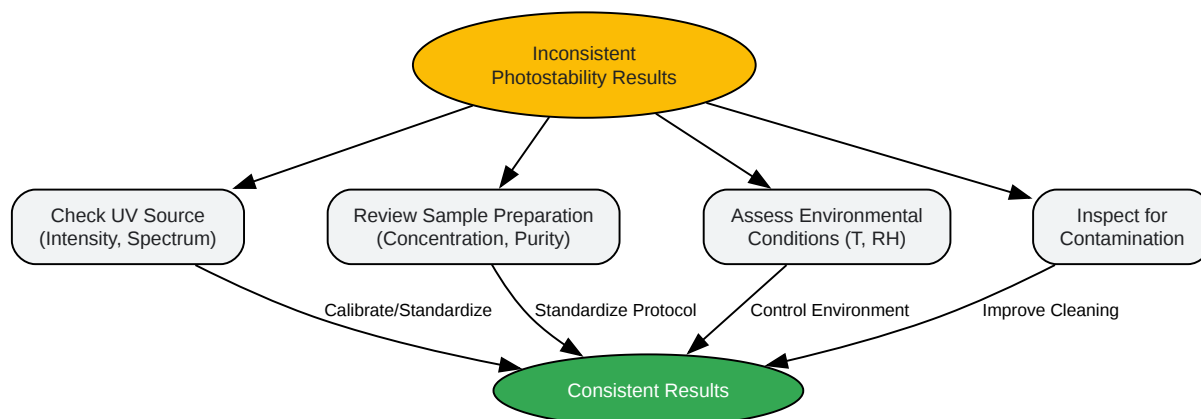 Inconsistent
Photostability Results
Check UV Source
(Intensity, Spectrum)
Review Sample Preparation
(Concentration, Purity)
Assess Environmental
Conditions (T, RH)
Inspect for
Contamination
Calibrate/Standardize
Standardize Protocol
Control Environment
Improve Cleaning
Consistent Results